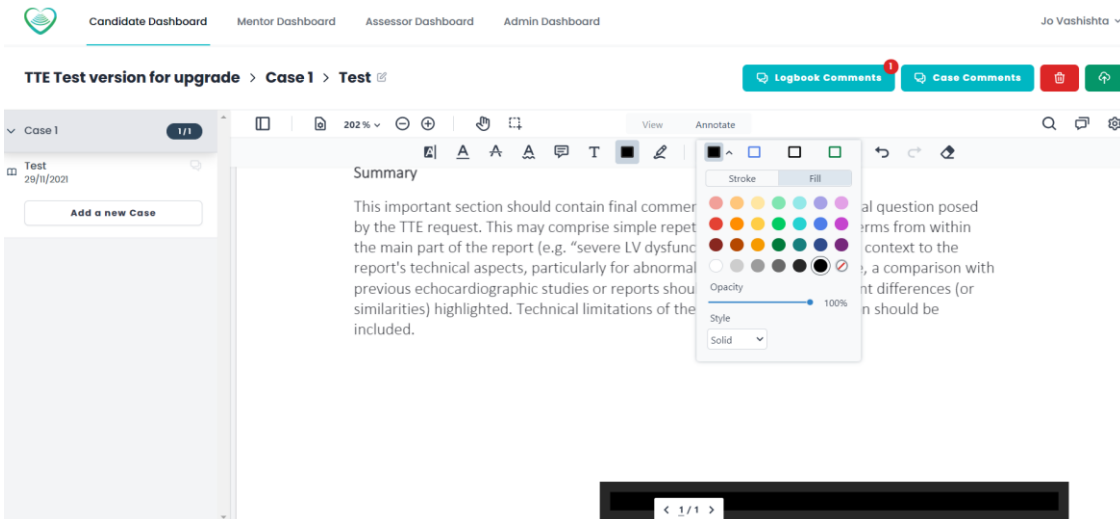 Candidate Dashboard Mentor Dashboard Assessor Dashboard Admin Dashboard Jo Vashishta
TTE Test version for upgrade > Case 1 > Test
Logbook Comments 1 Case Comments
Case 1 1/1
Test
29/11/2021
Add a new Case
202 % View Annotate
A A A A T
Stroke Fill
Opacity
100%
Style
Solid
Summary
This important section should contain final commer al question posed
by the TTE request. This may comprise simple repet erms from within
the main part of the report (e.g. “severe LV dysfunc context to the
report's technical aspects, particularly for abnormal , a comparison with
previous echocardiographic studies or reports shou nt differences (or
similarities) highlighted. Technical limitations of the n should be
included.
< 1 / 1 >